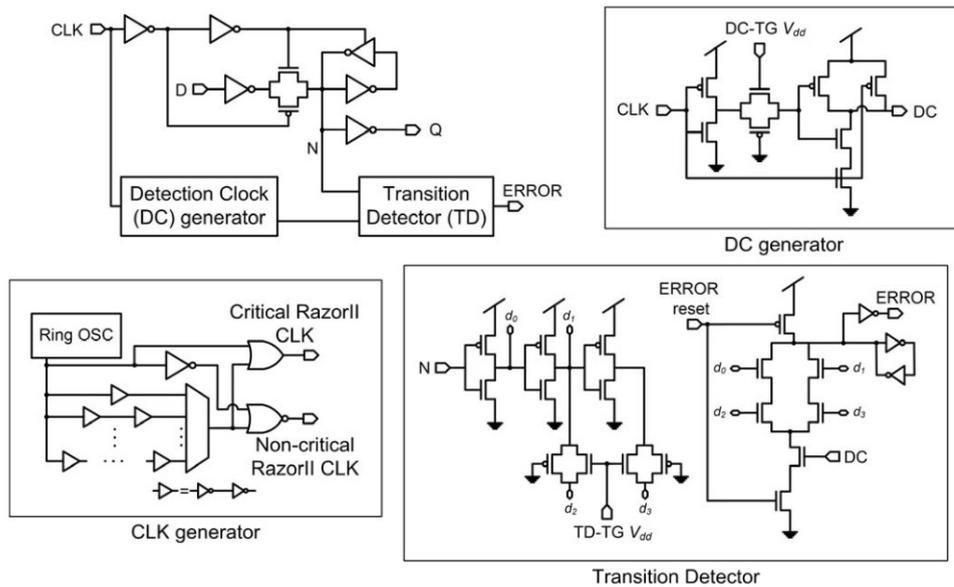 CLK
D
Q
N
Detection Clock
(DC) generator
Transition
Detector (TD)
ERROR
DC-TG Vdd
CLK
DC
DC generator
Ring OSC
Critical RazorII
CLK
Non-critical
RazorII CLK
=
CLK generator
N
d0
d1
d2
d3
TD-TG Vdd
ERROR
reset
ERROR
d0
d1
d2
d3
DC
Transition Detector